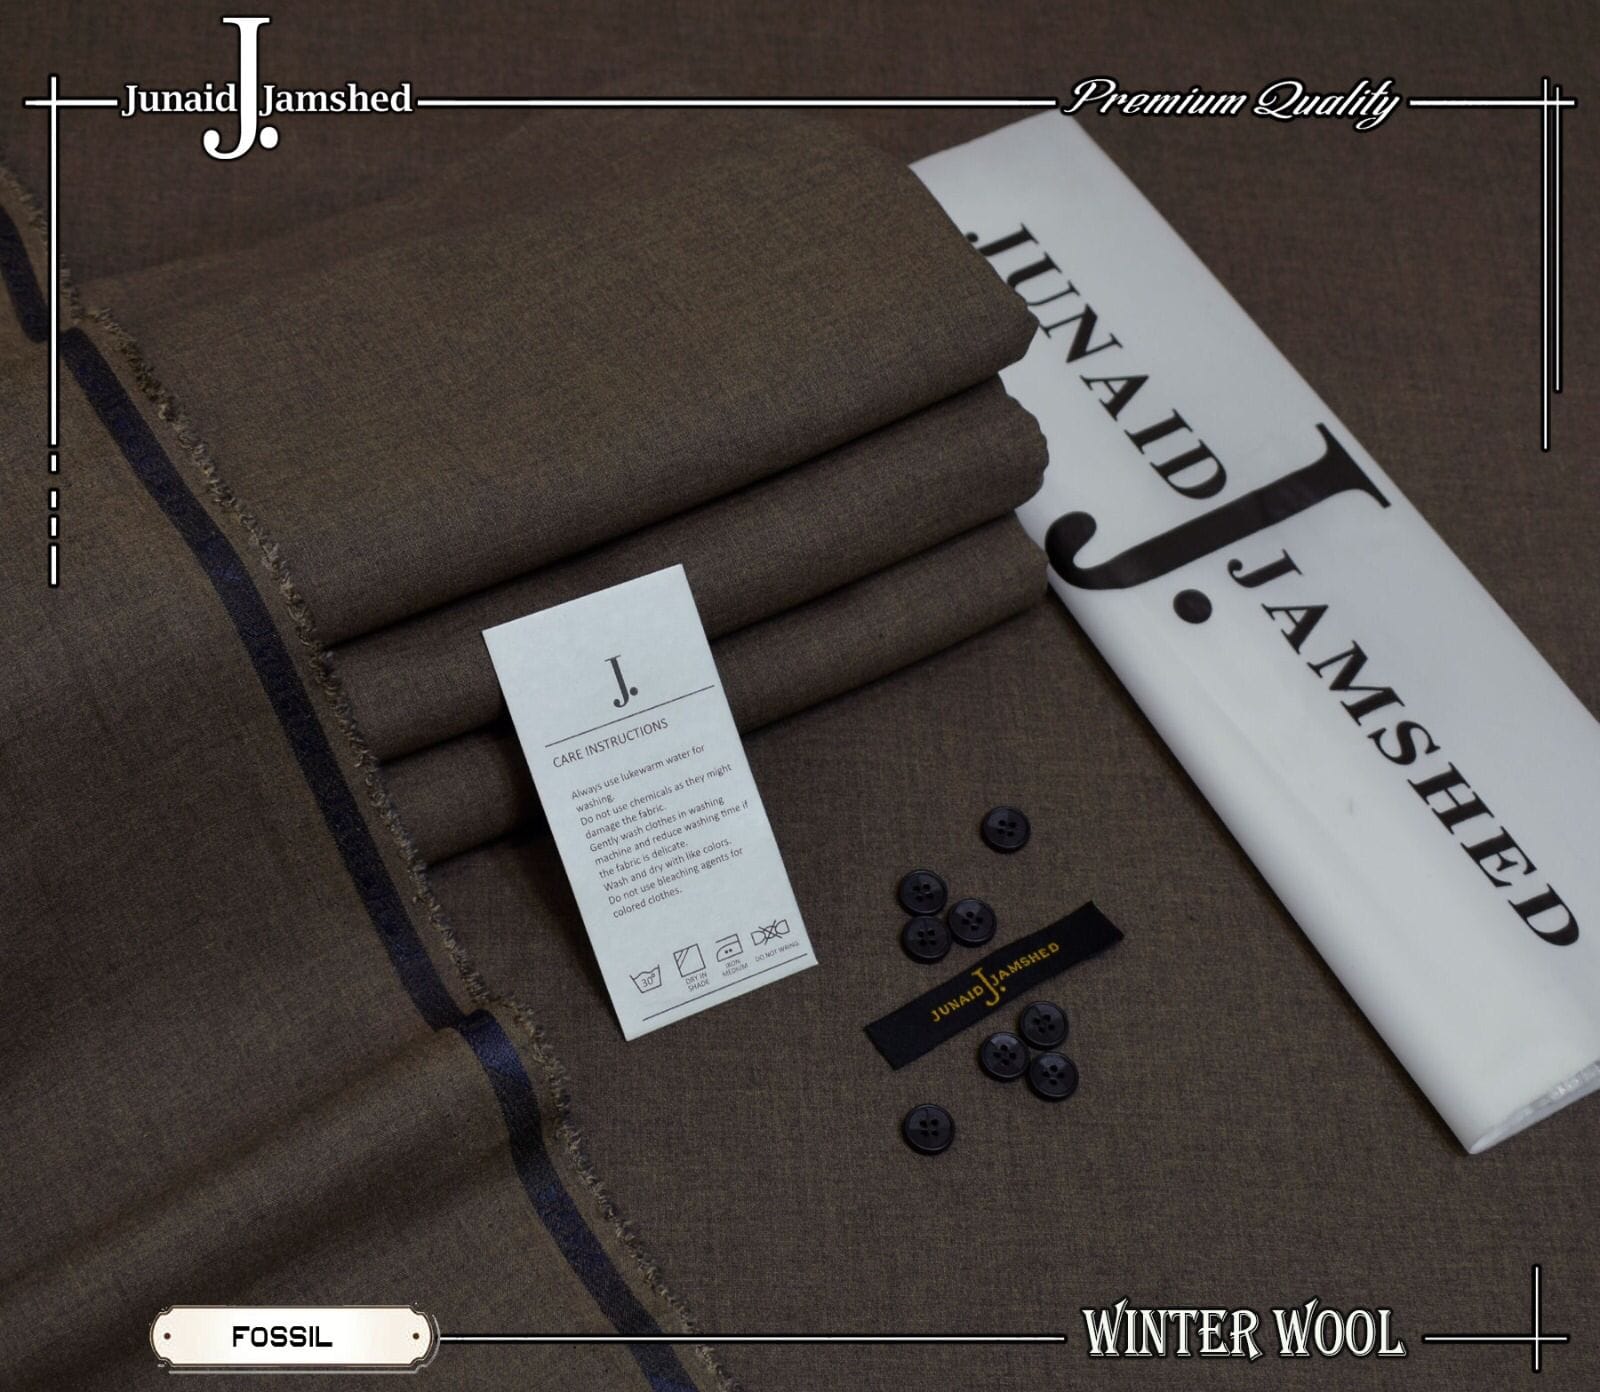 Junaid J. Jamshed
Premium Quality
JUNAID J. JAMSHED
J.
CARE INSTRUCTIONS
Always use lukewarm water for
washing.
Do not use chemicals as they might
damage the fabric.
Gently wash clothes in washing
machine and reduce washing time if
the fabric is delicate.
Wash and dry with like colors.
Do not use bleaching agents for
colored clothes.
30°
DRY IN
SHADE
IRON
MEDIUM
DO NOT WRING
JUNAID J. JAMSHED
FOSSIL
WINTER WOOL